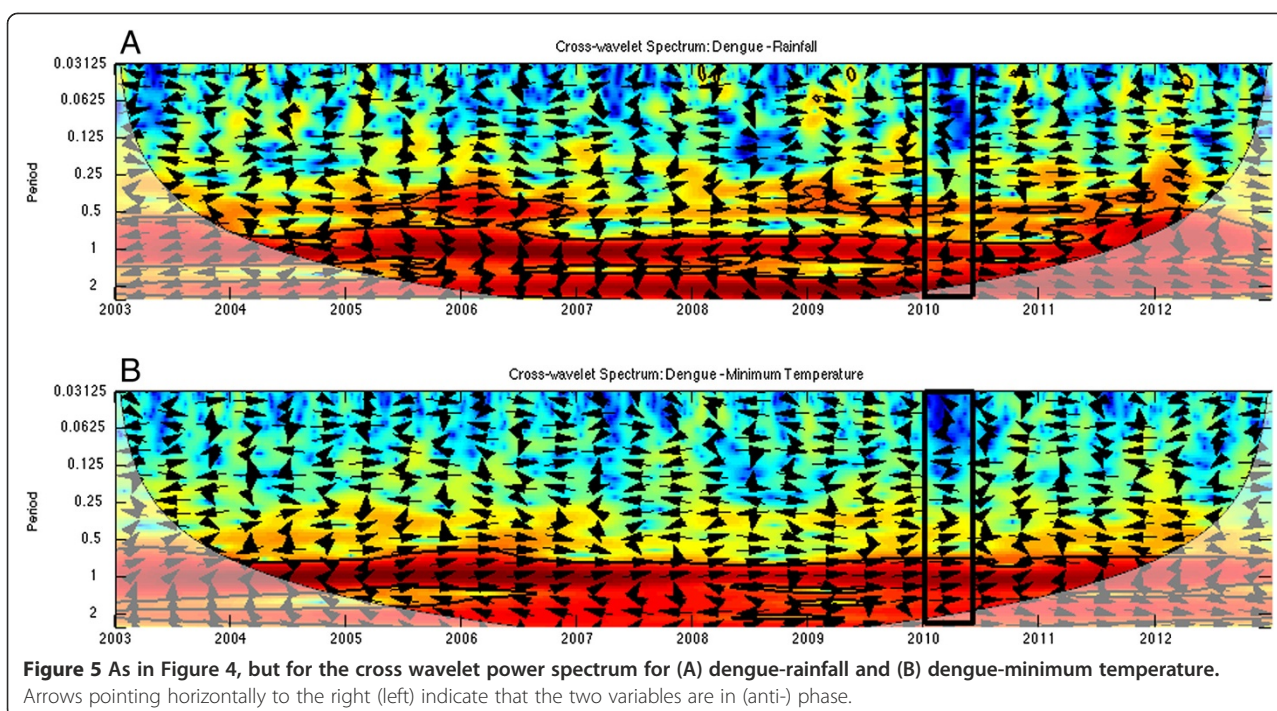 A
Cross-wavelet Spectrum: Dengue -Rainfall
0.03125
0.0625
0.125
0.25
0.5
1
2
Period
2003 2004 2005 2006 2007 2008 2009 2010 2011 2012
B
Cross-wavelet Spectrum: Dengue -Minimum Temperature
0.03125
0.0625
0.125
0.25
0.5
1
2
Period
2003 2004 2005 2006 2007 2008 2009 2010 2011 2012
Figure 5 As in Figure 4, but for the cross wavelet power spectrum for (A) dengue-rainfall and (B) dengue-minimum temperature.
Arrows pointing horizontally to the right (left) indicate that the two variables are in (anti-) phase.